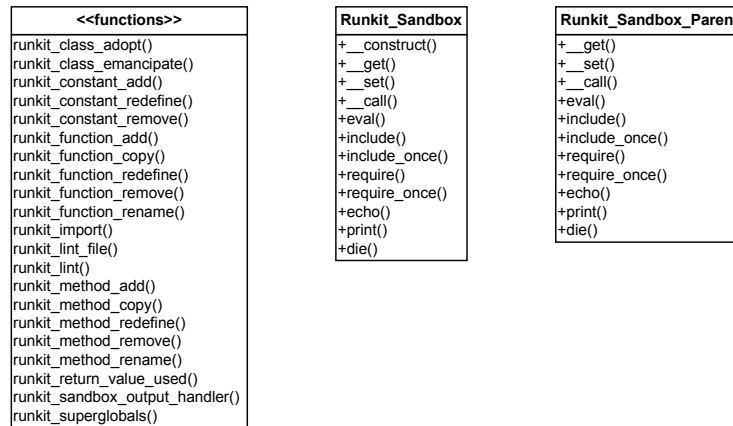 <<functions>>
runkit_class_adopt()
runkit_class_emancipate()
runkit_constant_add()
runkit_constant_redefine()
runkit_constant_remove()
runkit_function_add()
runkit_function_copy()
runkit_function_redefine()
runkit_function_remove()
runkit_function_rename()
runkit_import()
runkit_lint_file()
runkit_lint()
runkit_method_add()
runkit_method_copy()
runkit_method_redefine()
runkit_method_remove()
runkit_method_rename()
runkit_return_value_used()
runkit_sandbox_output_handler()
runkit_superglobals()
Runkit_Sandbox
+__construct()
+__get()
+__set()
+__call()
+eval()
+include()
+include_once()
+require()
+require_once()
+echo()
+print()
+die()
Runkit_Sandbox_Paren
+__get()
+__set()
+__call()
+eval()
+include()
+include_once()
+require()
+require_once()
+echo()
+print()
+die()